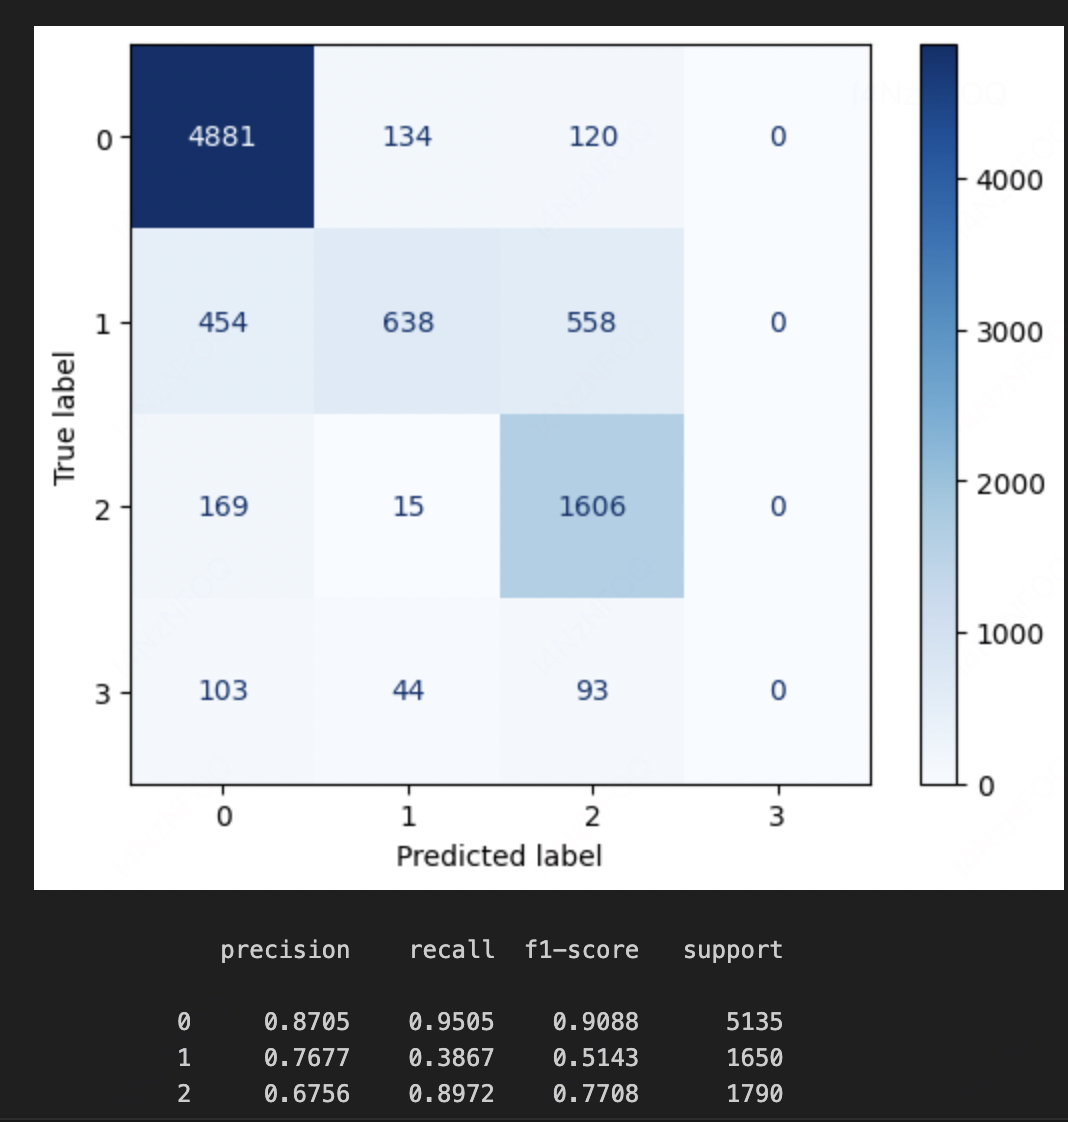 0 4881 134 120 0
4000
1 454 638 558 0
3000
True label
2 169 15 1606 0
2000
1000
3 103 44 93 0
0
0 1 2 3
Predicted label
precision recall f1-score support
0 0.8705 0.9505 0.9088 5135
1 0.7677 0.3867 0.5143 1650
2 0.6756 0.8972 0.7708 1790